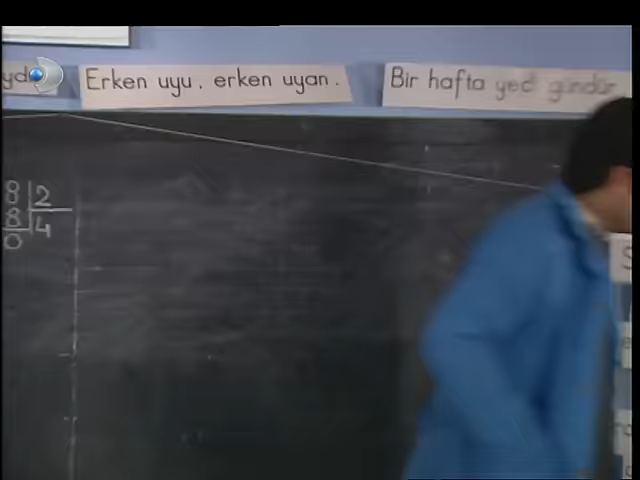 Erken uyu, erken uyan.
Bir hafta yedi gündür
8 2
8 4
0